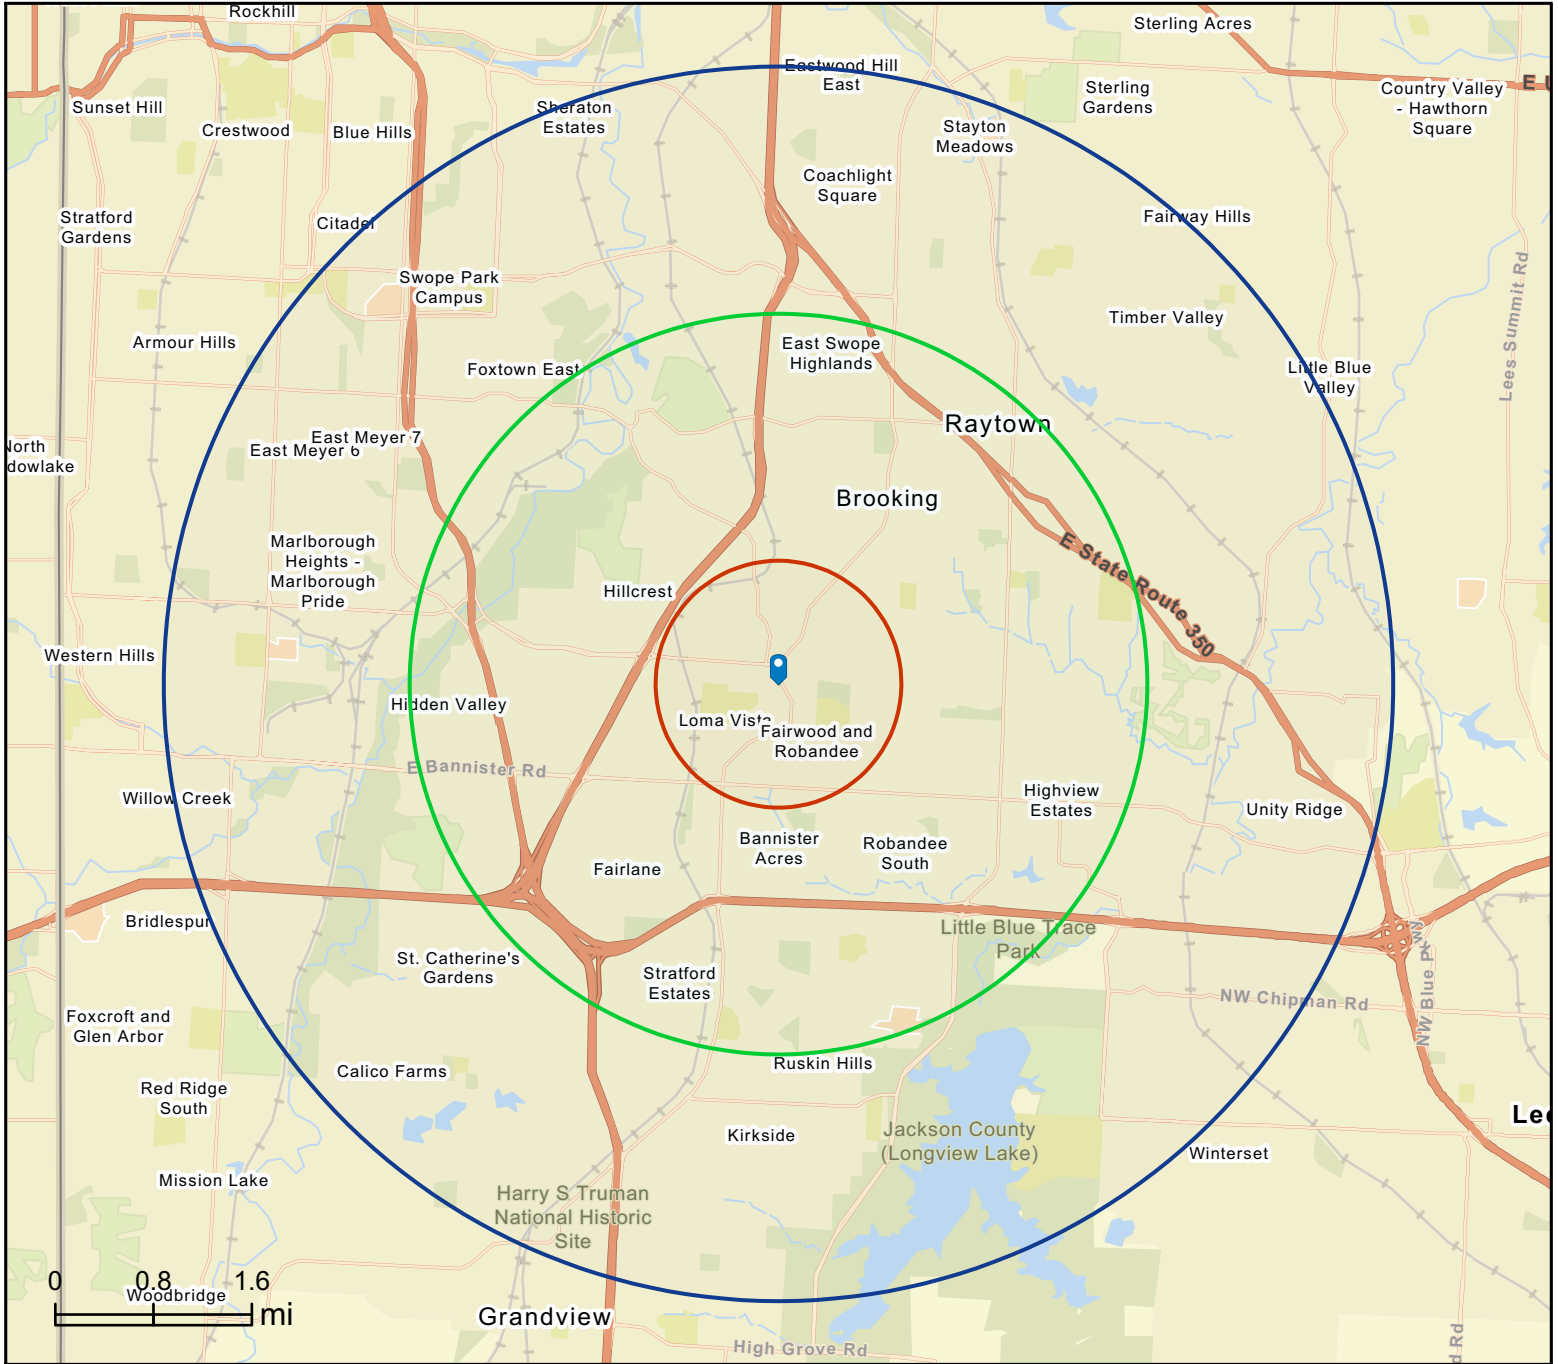 Rockhill
Sterling Acres
Eastwood Hill
East
Sunset Hill
Sheraton
Estates
Sterling
Gardens
Country Valley
- Hawthorn
Square
E U
Crestwood
Blue Hills
Stayton
Meadows
Coachlight
Square
Stratford
Gardens
Citadel
Fairway Hills
Swope Park
Campus
Lees Summit Rd
Timber Valley
Armour Hills
East Swope
Highlands
Foxtown East
Little Blue
Valley
Raytown
North
dowlake
East Meyer 7
East Meyer 6
Brooking
Marlborough
Heights -
Marlborough
Pride
E State Route 350
Hillcrest
Western Hills
Hidden Valley
Loma Vista
Fairwood and
Robandee
E Bannister Rd
Willow Creek
Highview
Estates
Unity Ridge
Bannister
Acres
Robandee
South
Fairlane
Bridlespur
Little Blue Trace
Park
St. Catherine's
Gardens
Stratford
Estates
NW Blue Pkwy
NW Chipman Rd
Foxcroft and
Glen Arbor
Calico Farms
Ruskin Hills
Red Ridge
South
Lee
Kirkside
Jackson County
(Longview Lake)
Winterset
Mission Lake
Harry S Truman
National Historic
Site
0 0.8 1.6
mi
Woodbridge
Grandview
High Grove Rd
d Rd